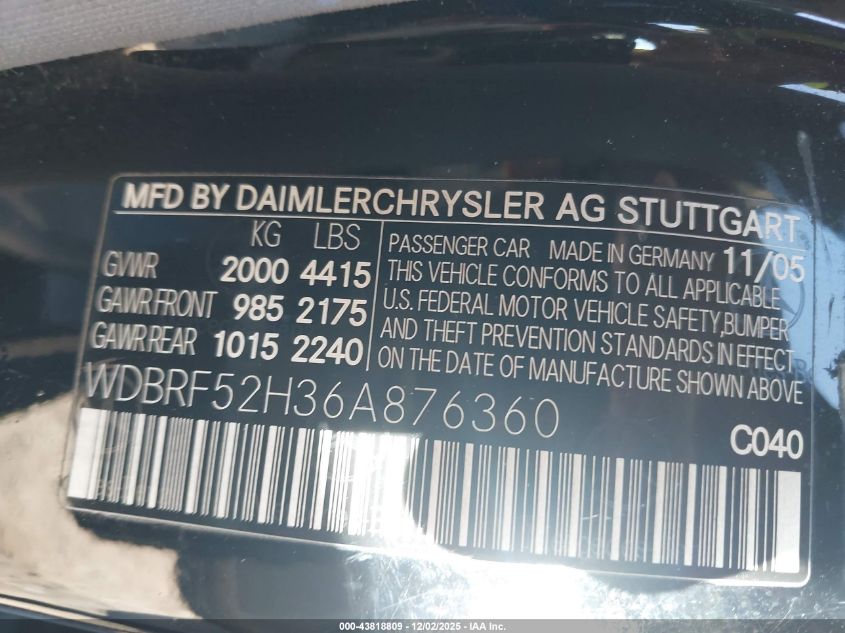 MFD BY DAIMLERCHRYSLER AG STUTTGART
KG LBS
GVWR 2000 4415
GAWR FRONT 985 2175
GAWR REAR 1015 2240
PASSENGER CAR MADE IN GERMANY 11/05
THIS VEHICLE CONFORMS TO ALL APPLICABLE
U.S. FEDERAL MOTOR VEHICLE SAFETY,BUMPER
AND THEFT PREVENTION STANDARDS IN EFFECT
ON THE DATE OF MANUFACTURE SHOWN ABOVE
WDBRF52H36A876360
C040
000-43818809 - 12/02/2025 - IAA Inc.